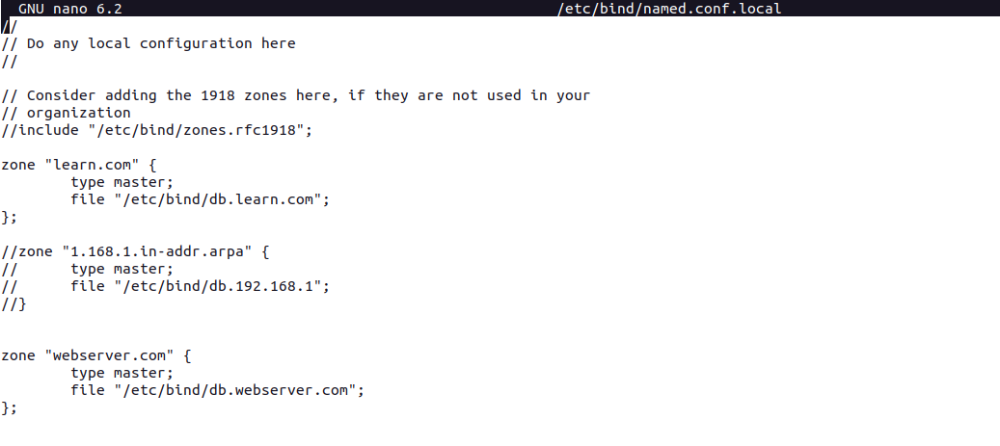 GNU nano 6.2 /etc/bind/named.conf.local
//
// Do any local configuration here
//
// Consider adding the 1918 zones here, if they are not used in your
// organization
//include "/etc/bind/zones.rfc1918";
zone "learn.com" {
        type master;
        file "/etc/bind/db.learn.com";
};
//zone "1.168.1.in-addr.arpa" {
//      type master;
//      file "/etc/bind/db.192.168.1";
//}
zone "webserver.com" {
        type master;
        file "/etc/bind/db.webserver.com";
};